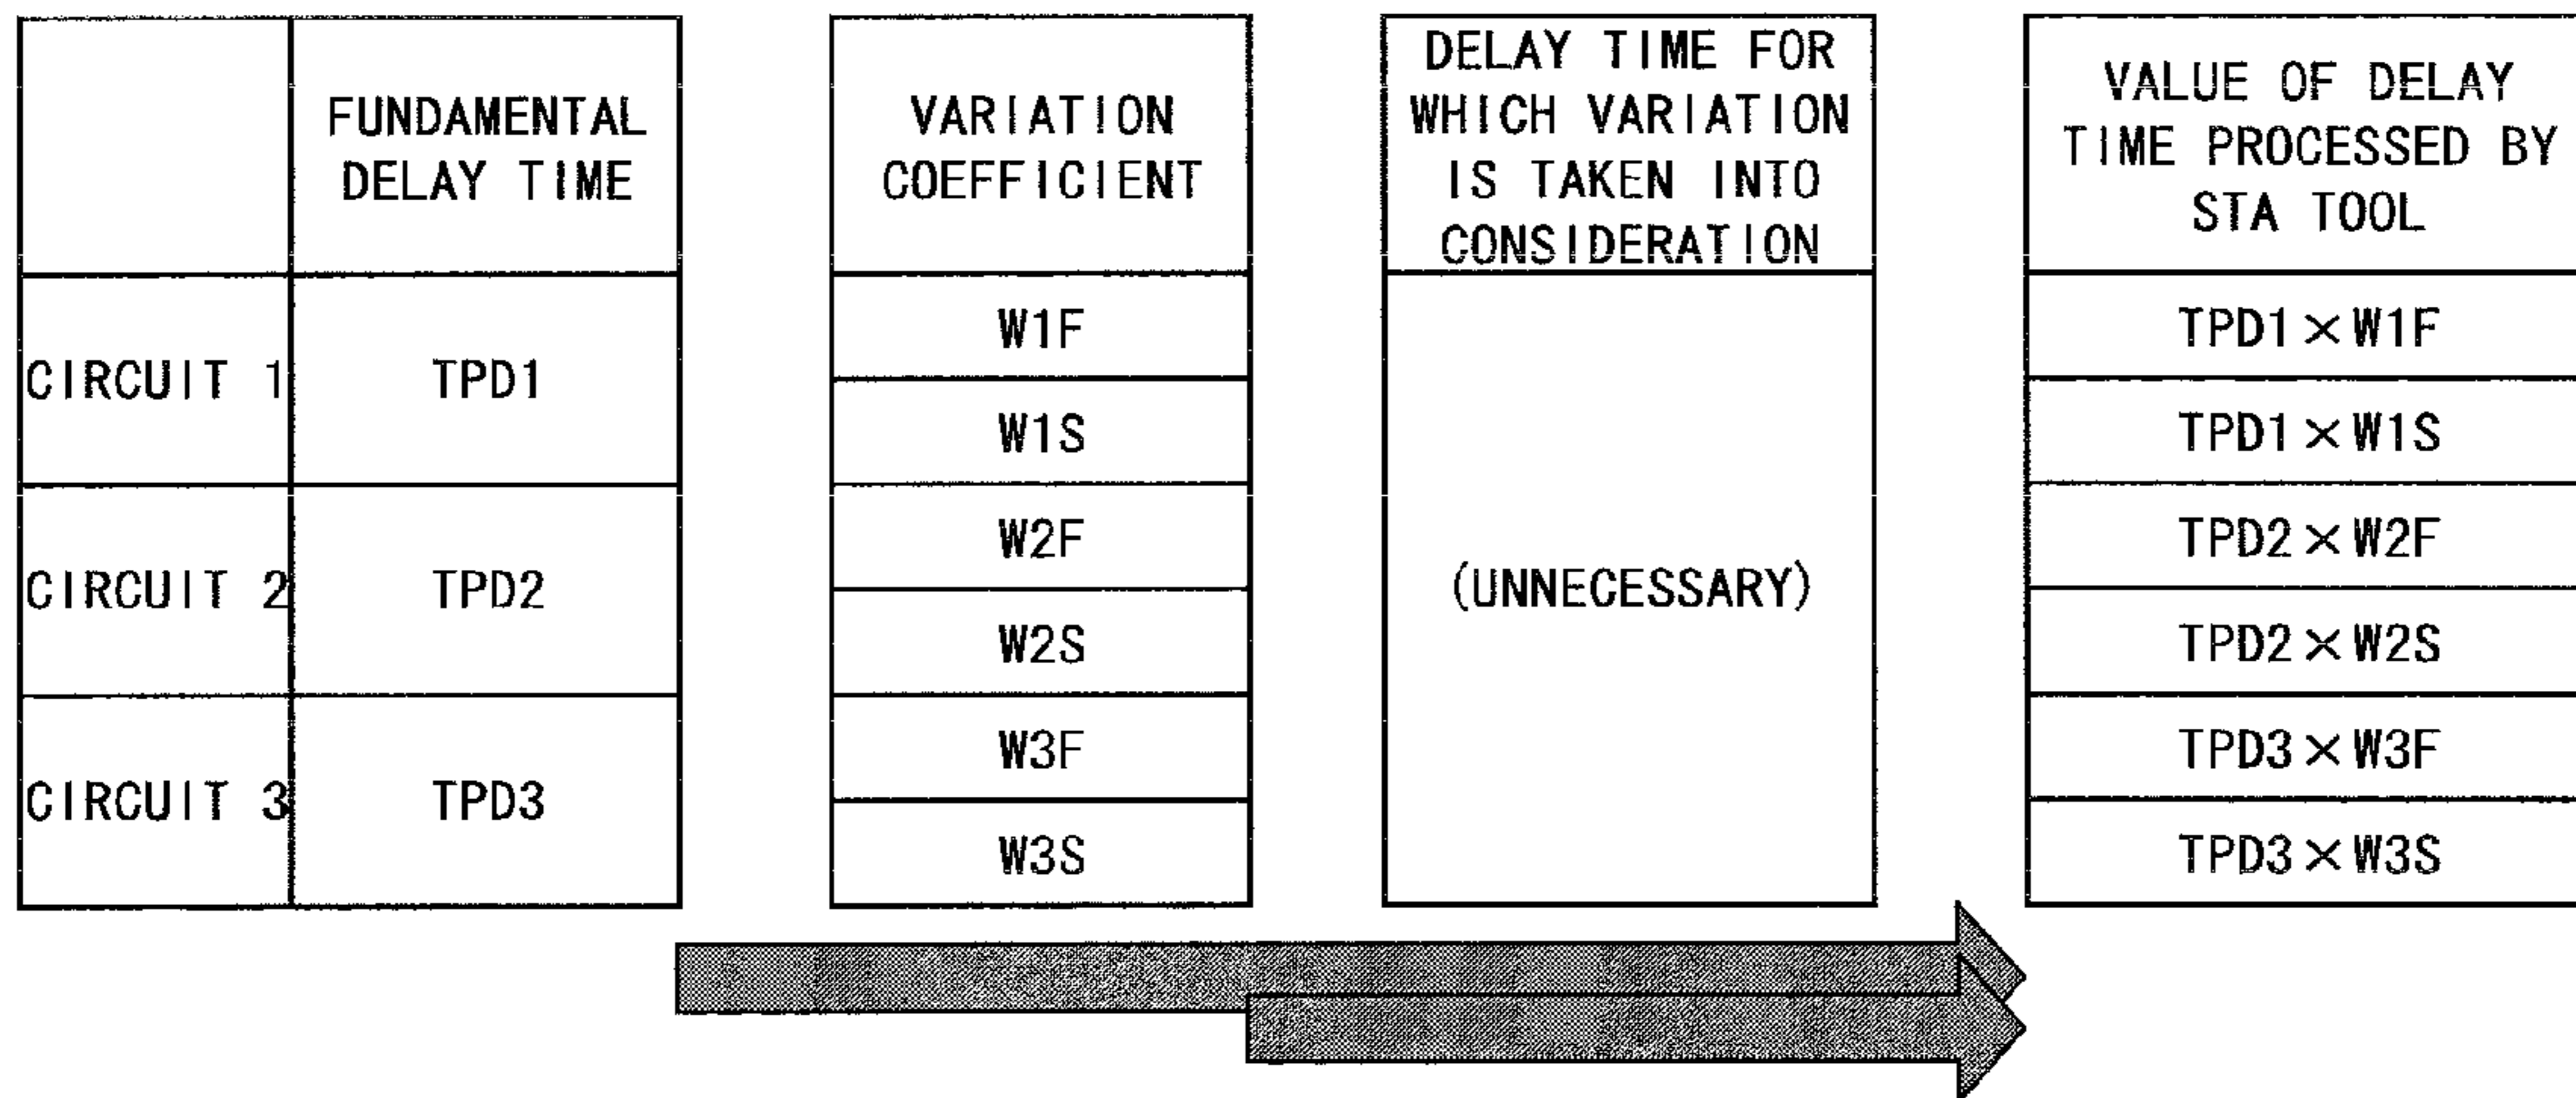 FUNDAMENTAL
DELAY TIME
CIRCUIT 1
TPD1
CIRCUIT 2
TPD2
CIRCUIT 3
TPD3
VARIATION
COEFFICIENT
W1F
W1S
W2F
W2S
W3F
W3S
DELAY TIME FOR
WHICH VARIATION
IS TAKEN INTO
CONSIDERATION
(UNNECESSARY)
VALUE OF DELAY
TIME PROCESSED BY
STA TOOL
TPD1×W1F
TPD1×W1S
TPD2×W2F
TPD2×W2S
TPD3×W3F
TPD3×W3S